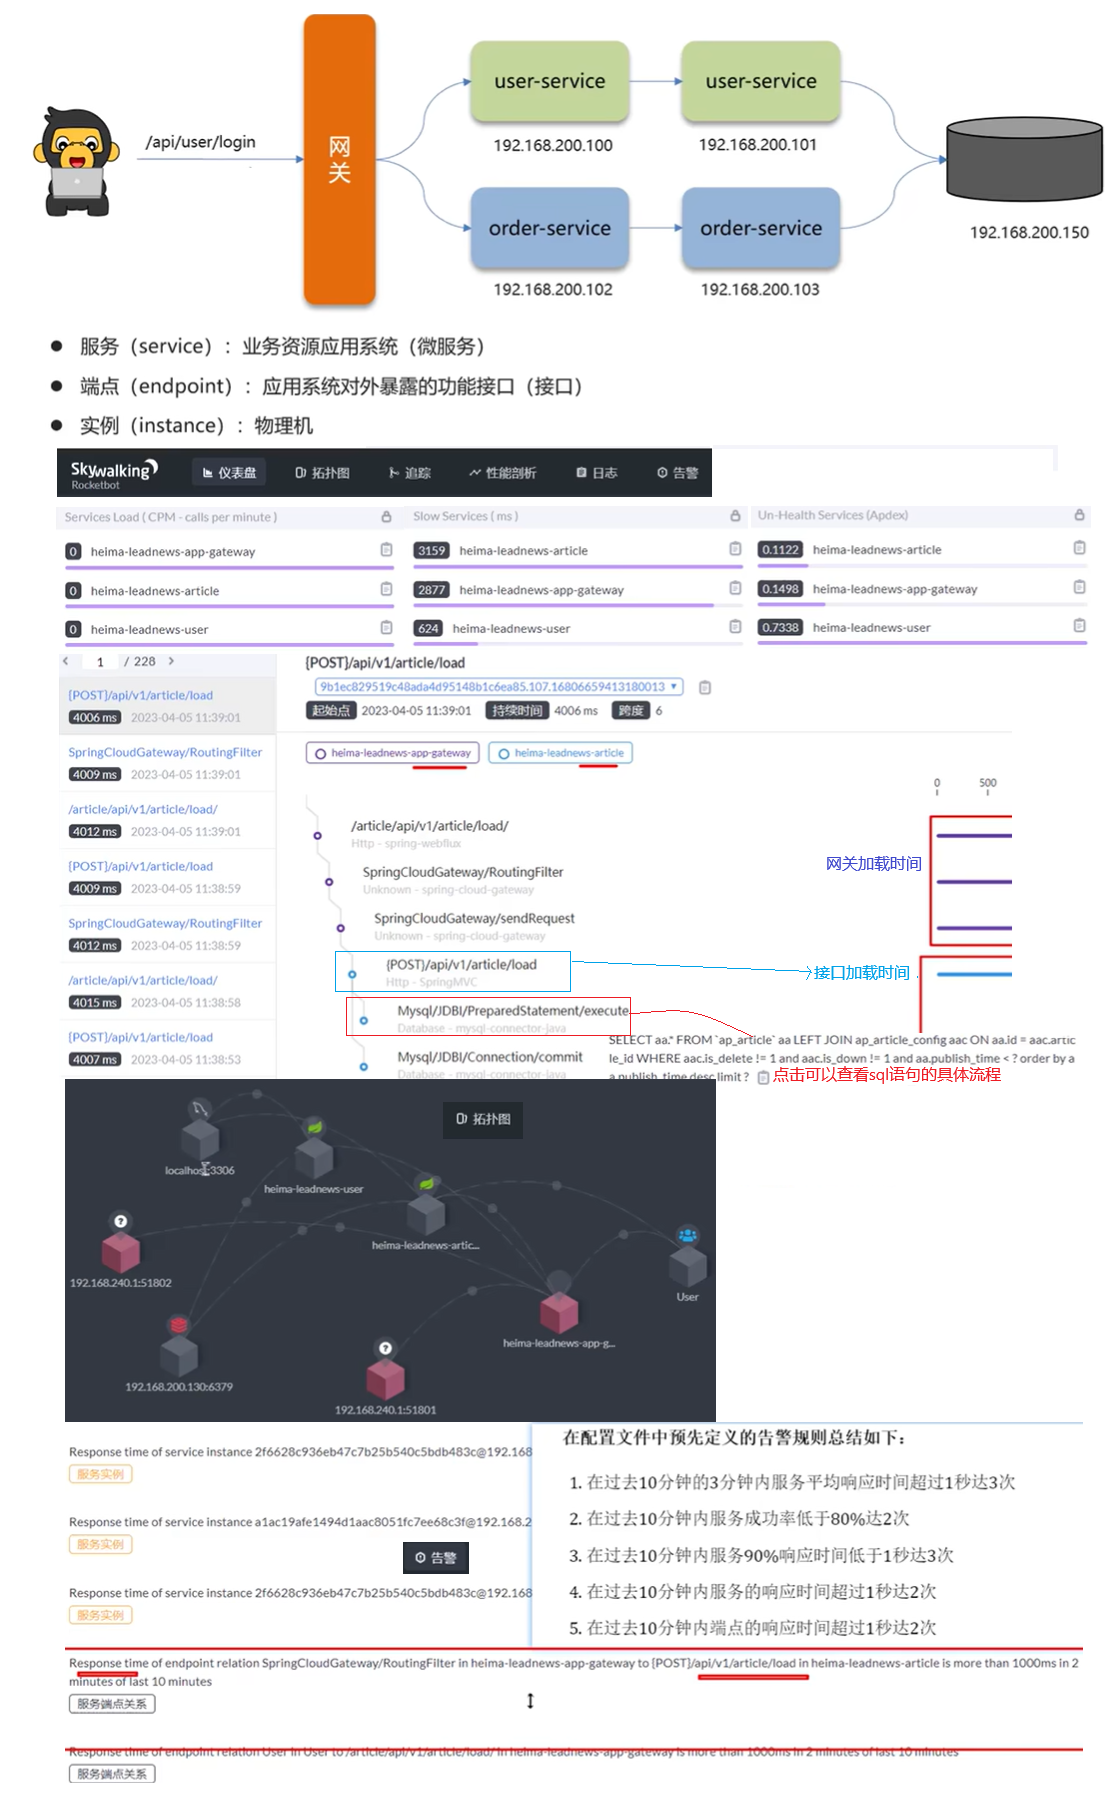 /api/user/login
网关
user-service
192.168.200.100
user-service
192.168.200.101
order-service
192.168.200.102
order-service
192.168.200.103
192.168.200.150
服务（service）：业务资源应用系统（微服务）
端点（endpoint）：应用系统对外暴露的功能接口（接口）
实例（instance）：物理机
Skywalking
Rocketbot
仪表盘
拓扑图
追踪
性能剖析
日志
告警
Services Load ( CPM - calls per minute )
0 heima-leadnews-app-gateway
0 heima-leadnews-article
0 heima-leadnews-user
Slow Services ( ms )
3159 heima-leadnews-article
2877 heima-leadnews-app-gateway
624 heima-leadnews-user
Un-Health Services (Apdex)
0.1122 heima-leadnews-article
0.1498 heima-leadnews-app-gateway
0.7338 heima-leadnews-user
1 / 228
{POST}/api/v1/article/load
4006 ms 2023-04-05 11:39:01
SpringCloudGateway/RoutingFilter
4009 ms 2023-04-05 11:39:01
/article/api/v1/article/load/
4012 ms 2023-04-05 11:39:01
{POST}/api/v1/article/load
4009 ms 2023-04-05 11:38:59
SpringCloudGateway/RoutingFilter
4012 ms 2023-04-05 11:38:59
/article/api/v1/article/load/
4015 ms 2023-04-05 11:38:58
{POST}/api/v1/article/load
4007 ms 2023-04-05 11:38:53
{POST}/api/v1/article/load
9b1ec829519c48ada4d95148b1c6ea85.107.16806659413180013
起始点 2023-04-05 11:39:01 持续时间 4006 ms 跨度 6
heima-leadnews-app-gateway
heima-leadnews-article
0 500
/article/api/v1/article/load/
Http - spring-webflux
SpringCloudGateway/RoutingFilter
Unknown - spring-cloud-gateway
SpringCloudGateway/sendRequest
Unknown - spring-cloud-gateway
{POST}/api/v1/article/load
Http - SpringMVC
Mysql/JDBI/PreparedStatement/execute
Database - mysql-connector-java
Mysql/JDBI/Connection/commit
Database - mysql-connector-java
网关加载时间
接口加载时间
SELECT aa.* FROM `ap_article` aa LEFT JOIN ap_article_config aac ON aa.id = aac.artic
le_id WHERE aac.is_delete != 1 and aac.is_down != 1 and aa.publish_time < ? order by a
a.publish_time desc limit ?
点击可以查看sql语句的具体流程
拓扑图
localhost:3306
heima-leadnews-user
heima-leadnews-artic...
192.168.240.1:51802
User
192.168.200.130:6379
heima-leadnews-app-g...
192.168.240.1:51801
Response time of service instance 2f6628c936eb47c7b25b540c5bdb483c@192.168
服务实例
Response time of service instance a1ac19afe1494d1aac8051fc7ee68c3f@192.168.2
服务实例
告警
Response time of service instance 2f6628c936eb47c7b25b540c5bdb483c@192.168
服务实例
在配置文件中预先定义的告警规则总结如下：
1. 在过去10分钟的3分钟内服务平均响应时间超过1秒达3次
2. 在过去10分钟内服务成功率低于80%达2次
3. 在过去10分钟内服务90%响应时间低于1秒达3次
4. 在过去10分钟内服务的响应时间超过1秒达2次
5. 在过去10分钟内端点的响应时间超过1秒达2次
Response time of endpoint relation SpringCloudGateway/RoutingFilter in heima-leadnews-app-gateway to {POST}/api/v1/article/load in heima-leadnews-article is more than 1000ms in 2
minutes of last 10 minutes
服务端点关系
Response time of endpoint relation User in User to /article/api/v1/article/load/ in heima-leadnews-app-gateway is more than 1000ms in 2 minutes of last 10 minutes
服务端点关系